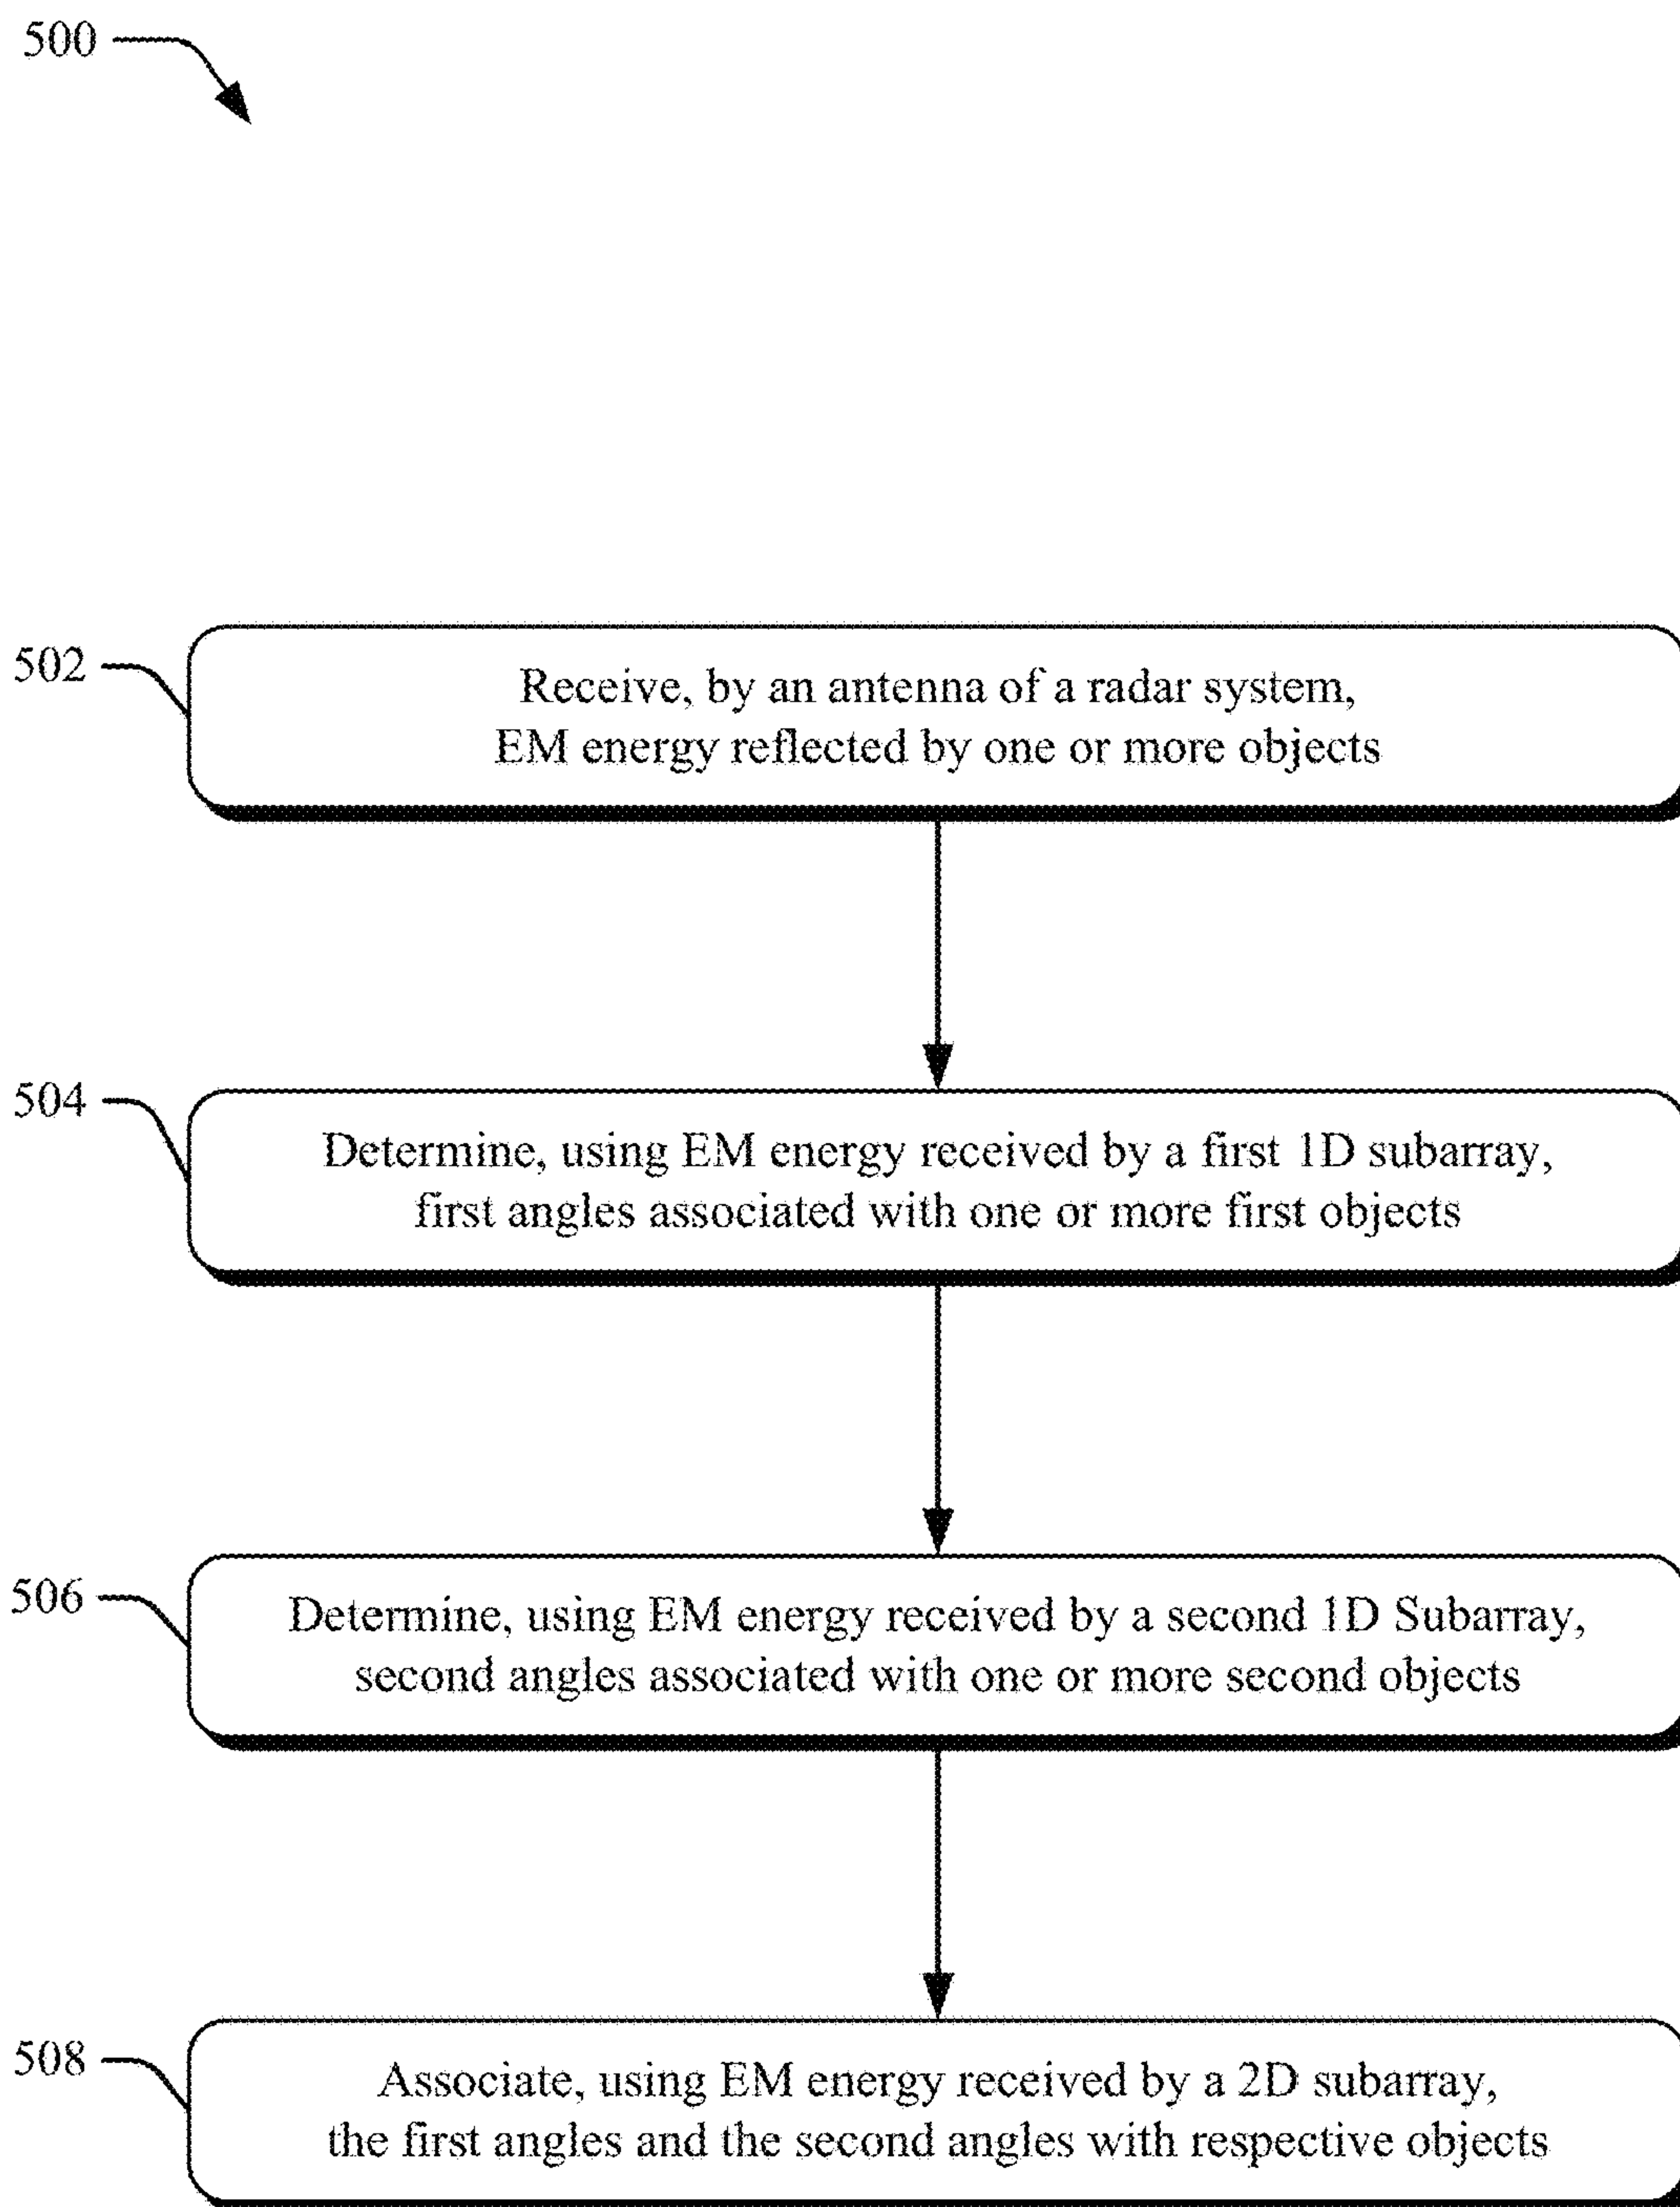 500
502
Receive, by an antenna of a radar system,
EM energy reflected by one or more objects
504
Determine, using EM energy received by a first 1D subarray,
first angles associated with one or more first objects
506
Determine, using EM energy received by a second 1D Subarray,
second angles associated with one or more second objects
508
Associate, using EM energy received by a 2D subarray,
the first angles and the second angles with respective objects